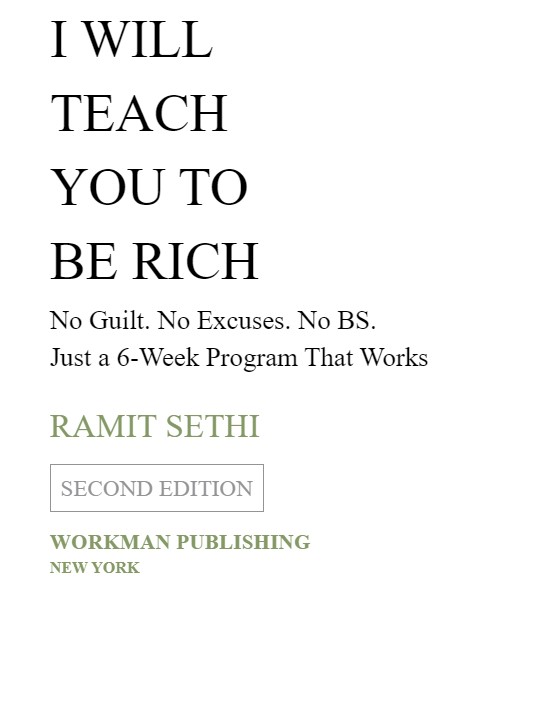 I WILL
TEACH
YOU TO
BE RICH
No Guilt. No Excuses. No BS.
Just a 6-Week Program That Works
RAMIT SETHI
SECOND EDITION
WORKMAN PUBLISHING
NEW YORK